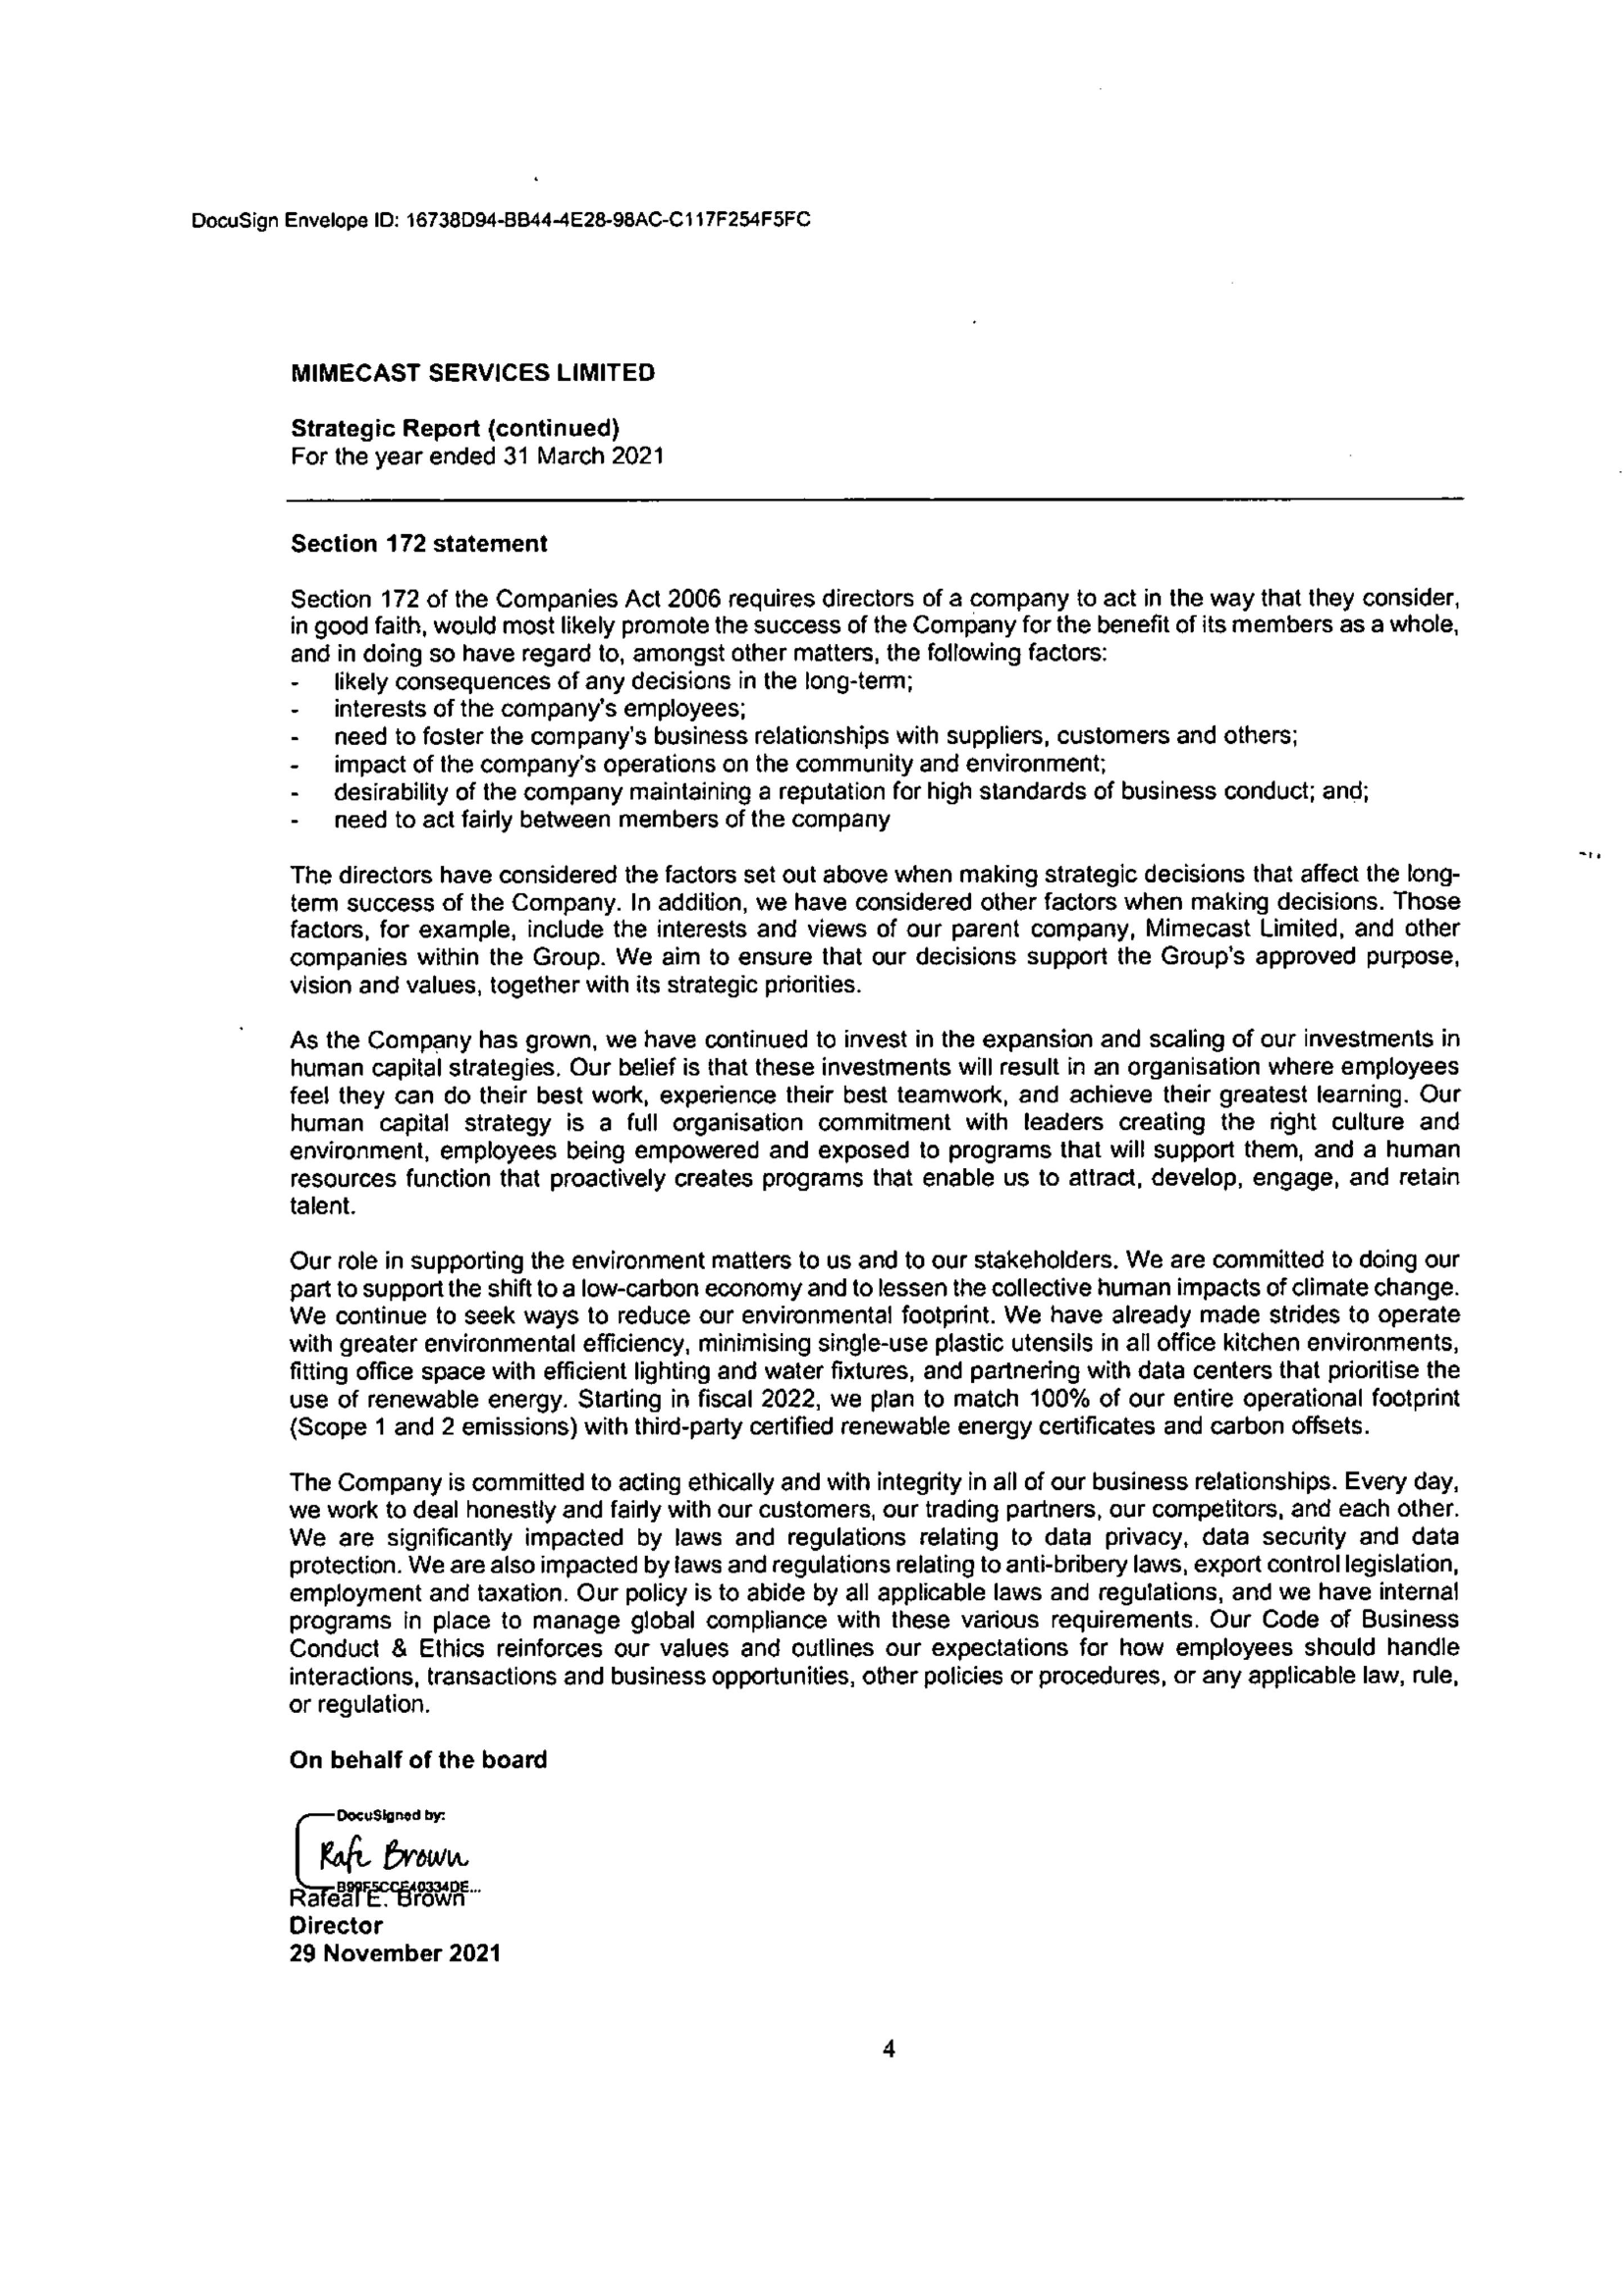 DocuSign Envelope ID: 16738D94-BB44-4E28-98AC-C117F254F5FC
MIMECAST SERVICES LIMITED
Strategic Report (continued)
For the year ended 31 March 2021
Section 172 statement
Section 172 of the Companies Act 2006 requires directors of a company to act in the way that they consider,
in good faith, would most likely promote the success of the Company for the benefit of its members as a whole,
and in doing so have regard to, amongst other matters, the following factors:
- likely consequences of any decisions in the long-term;
- interests of the company's employees;
- need to foster the company's business relationships with suppliers, customers and others;
- impact of the company's operations on the community and environment;
- desirability of the company maintaining a reputation for high standards of business conduct; and;
- need to act fairly between members of the company
The directors have considered the factors set out above when making strategic decisions that affect the long-
term success of the Company. In addition, we have considered other factors when making decisions. Those
factors, for example, include the interests and views of our parent company, Mimecast Limited, and other
companies within the Group. We aim to ensure that our decisions support the Group's approved purpose,
vision and values, together with its strategic priorities.
As the Company has grown, we have continued to invest in the expansion and scaling of our investments in
human capital strategies. Our belief is that these investments will result in an organisation where employees
feel they can do their best work, experience their best teamwork, and achieve their greatest learning. Our
human capital strategy is a full organisation commitment with leaders creating the right culture and
environment, employees being empowered and exposed to programs that will support them, and a human
resources function that proactively creates programs that enable us to attract, develop, engage, and retain
talent.
Our role in supporting the environment matters to us and to our stakeholders. We are committed to doing our
part to support the shift to a low-carbon economy and to lessen the collective human impacts of climate change.
We continue to seek ways to reduce our environmental footprint. We have already made strides to operate
with greater environmental efficiency, minimising single-use plastic utensils in all office kitchen environments,
fitting office space with efficient lighting and water fixtures, and partnering with data centers that prioritise the
use of renewable energy. Starting in fiscal 2022, we plan to match 100% of our entire operational footprint
(Scope 1 and 2 emissions) with third-party certified renewable energy certificates and carbon offsets.
The Company is committed to acting ethically and with integrity in all of our business relationships. Every day,
we work to deal honestly and fairly with our customers, our trading partners, our competitors, and each other.
We are significantly impacted by laws and regulations relating to data privacy, data security and data
protection. We are also impacted by laws and regulations relating to anti-bribery laws, export control legislation,
employment and taxation. Our policy is to abide by all applicable laws and regulations, and we have internal
programs in place to manage global compliance with these various requirements. Our Code of Business
Conduct & Ethics reinforces our values and outlines our expectations for how employees should handle
interactions, transactions and business opportunities, other policies or procedures, or any applicable law, rule,
or regulation.
On behalf of the board
DocuSigned by:
Rafe Brown
B99F5CCE40334DE...
Rafeal E. Brown
Director
29 November 2021
4